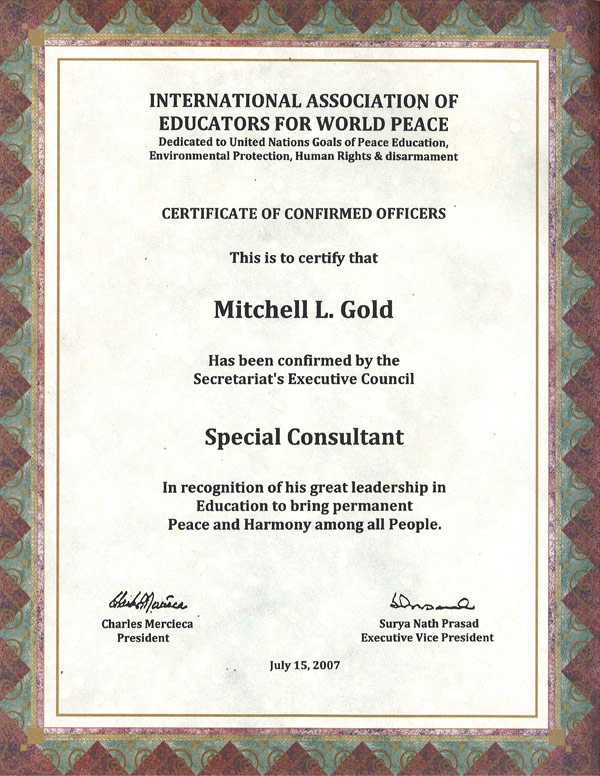 INTERNATIONAL ASSOCIATION OF
EDUCATORS FOR WORLD PEACE
Dedicated to United Nations Goals of Peace Education,
Environmental Protection, Human Rights & disarmament
CERTIFICATE OF CONFIRMED OFFICERS
This is to certify that
Mitchell L. Gold
Has been confirmed by the
Secretariat's Executive Council
Special Consultant
In recognition of his great leadership in
Education to bring permanent
Peace and Harmony among all People.
Charles Mercieca
President
Surya Nath Prasad
Executive Vice President
July 15, 2007